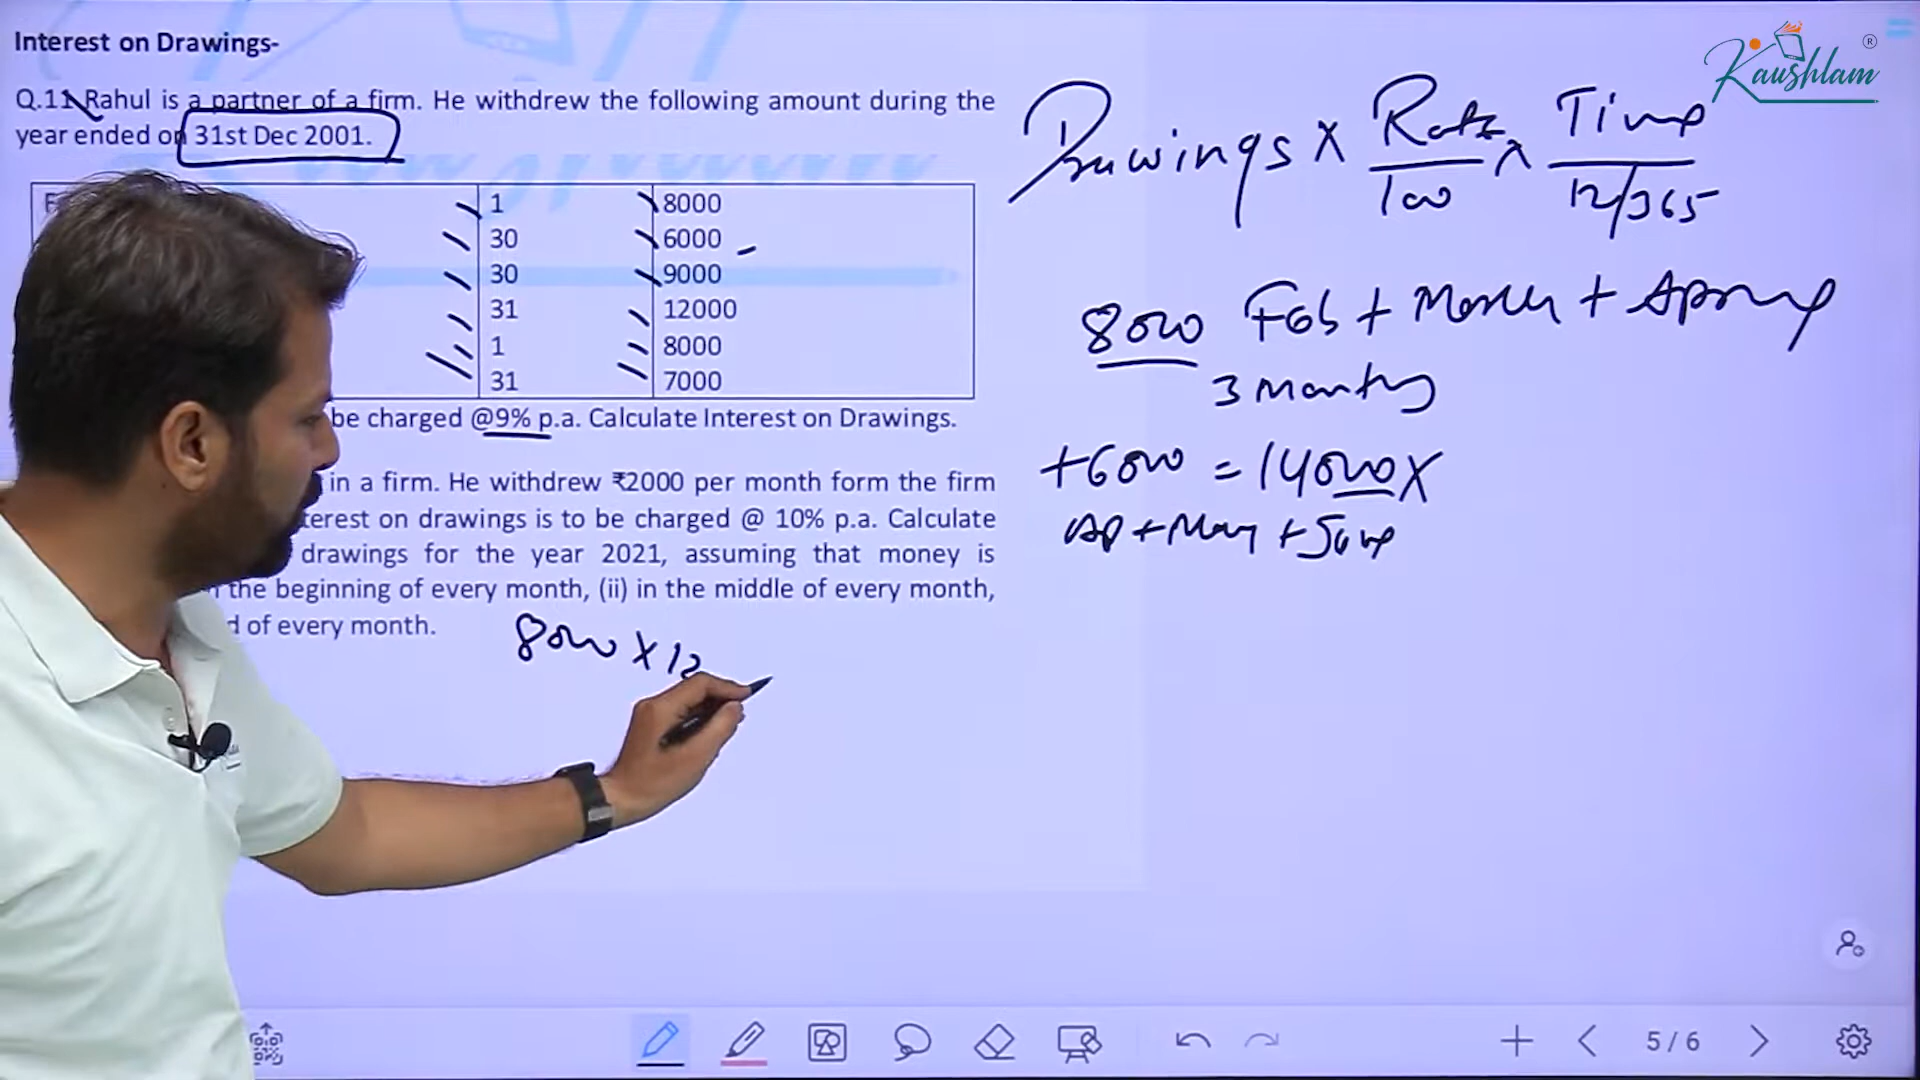 Interest on Drawings-
Kaushlam ®
Q.11 Rahul is a partner of a firm. He withdrew the following amount during the
year ended on 31st Dec 2001.
F 1 8000
30 6000
30 9000
31 12000
1 8000
31 7000
be charged @9% p.a. Calculate Interest on Drawings.
in a firm. He withdrew ₹2000 per month form the firm
terest on drawings is to be charged @ 10% p.a. Calculate
drawings for the year 2021, assuming that money is
the beginning of every month, (ii) in the middle of every month,
d of every month.
8000 x 12
Drawings x Rate/100 x Time/12/365
8000 Feb + March +
3 Months
+6000 = 14000 X
Ap + May + June
5 / 6